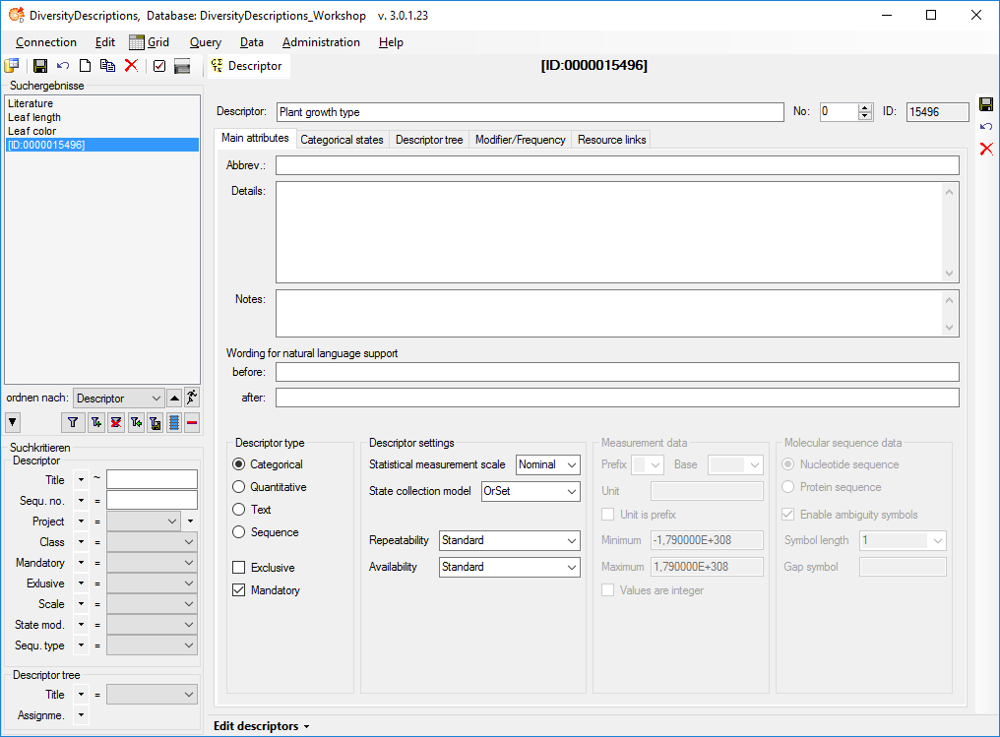 DiversityDescriptions,  Database: DiversityDescriptions_Workshop   v. 3.0.1.23
Connection Edit Grid Query Data Administration Help
Descriptor
[ID:0000015496]
Suchergebnisse
Literature
Leaf length
Leaf color
[ID:0000015496]
ordnen nach: Descriptor
Suchkritieren
Descriptor
Title ~
Sequ. no. =
Project =
Class =
Mandatory =
Exlusive =
Scale =
State mod. =
Sequ. type =
Descriptor tree
Title =
Assignme.
Descriptor: Plant growth type No: 0 ID: 15496
Main attributes Categorical states Descriptor tree Modifier/Frequency Resource links
Abbrev.:
Details:
Notes:
Wording for natural language support
before:
after:
Descriptor type
Categorical
Quantitative
Text
Sequence
Exclusive
Mandatory
Descriptor settings
Statistical measurement scale Nominal
State collection model OrSet
Repeatability Standard
Availability Standard
Measurement data
Prefix Base
Unit
Unit is prefix
Minimum -1,790000E+308
Maximum 1,790000E+308
Values are integer
Molecular sequence data
Nucleotide sequence
Protein sequence
Enable ambiguity symbols
Symbol length 1
Gap symbol
Edit descriptors